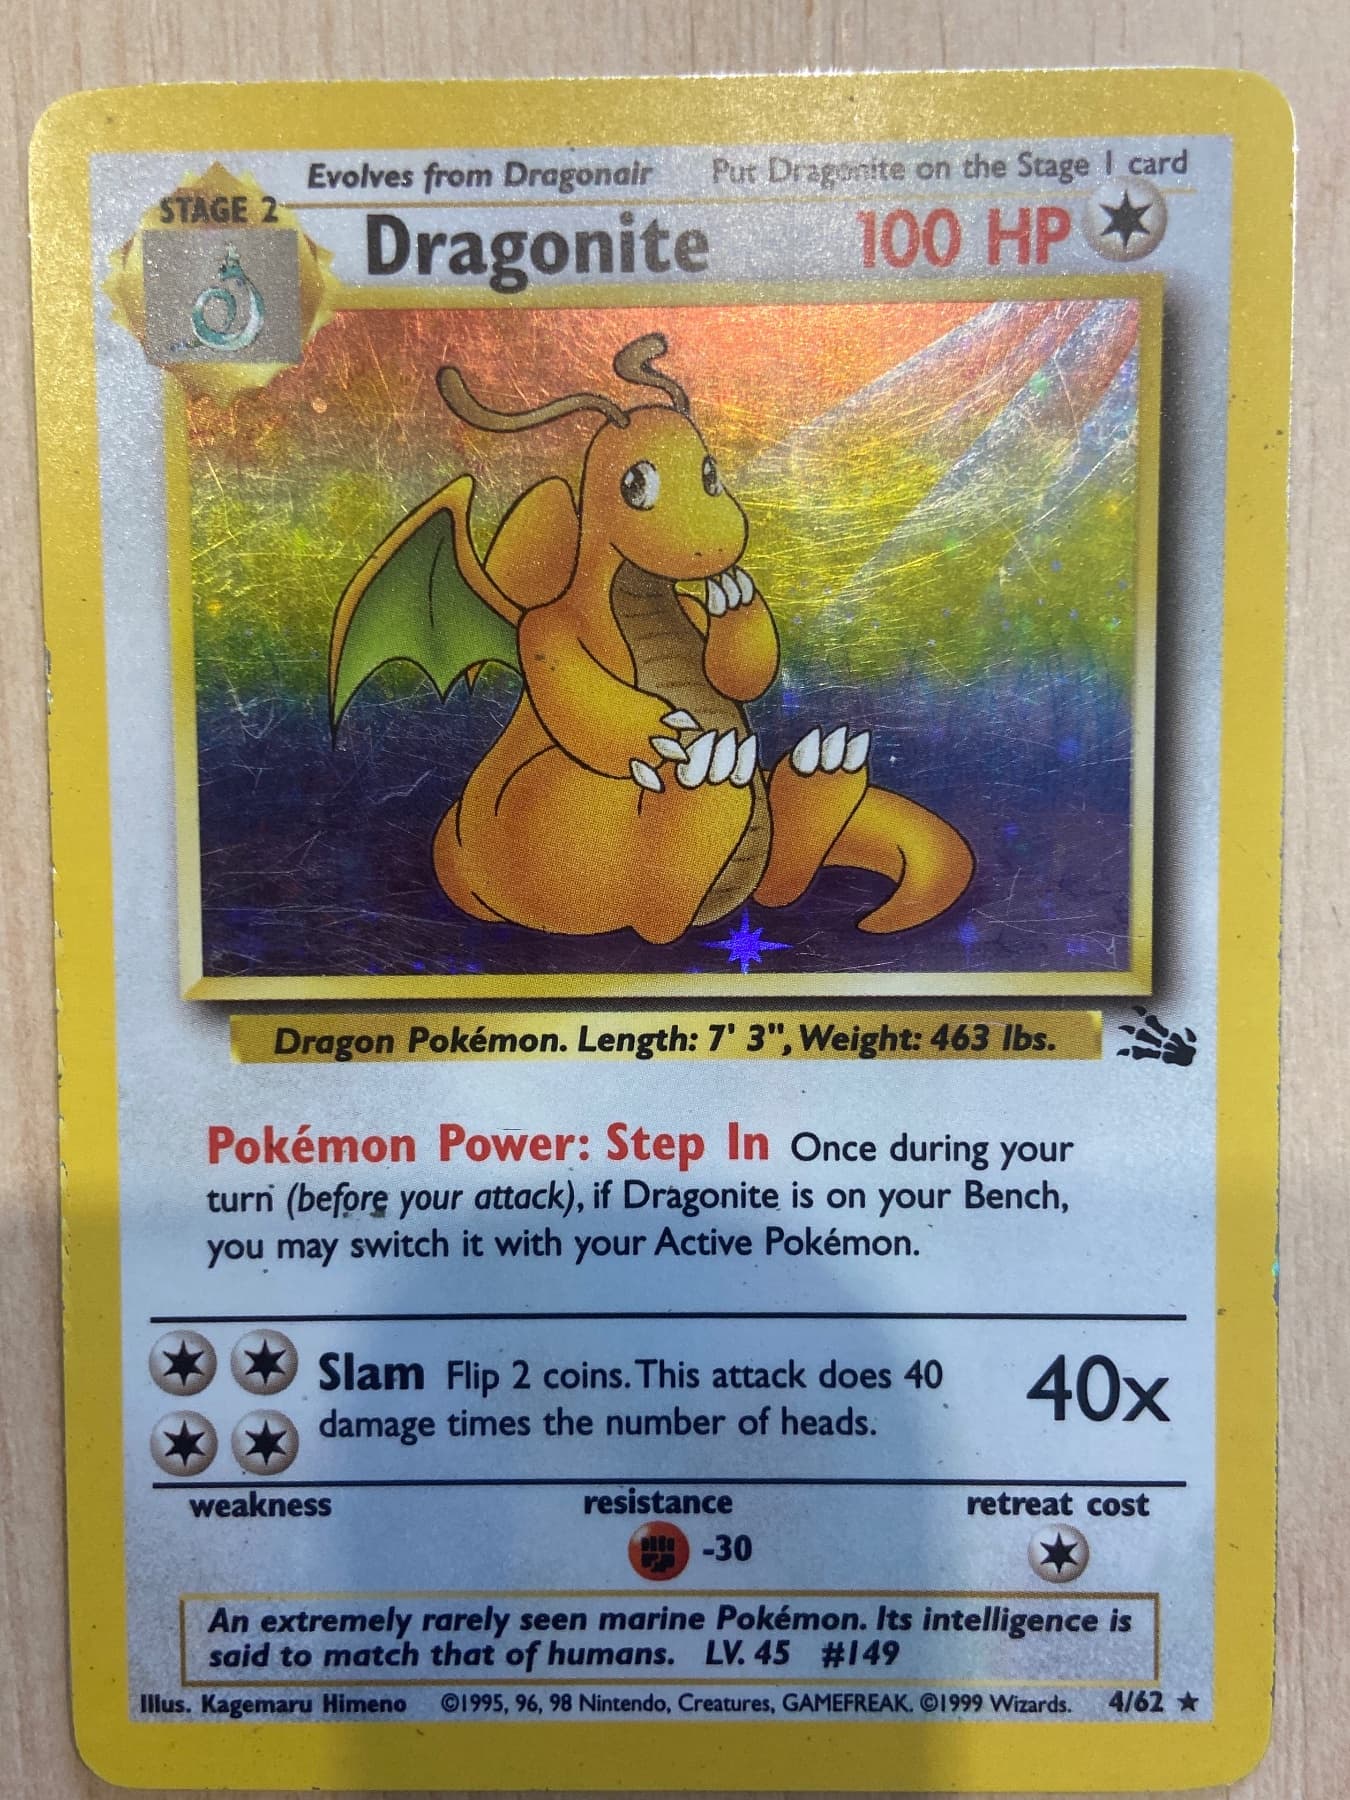 Evolves from Dragonair Put Dragonite on the Stage 1 card
STAGE 2
Dragonite 100 HP
Dragon Pokémon. Length: 7' 3", Weight: 463 lbs.
Pokémon Power: Step In Once during your
turn (before your attack), if Dragonite is on your Bench,
you may switch it with your Active Pokémon.
Slam Flip 2 coins. This attack does 40 40x
damage times the number of heads.
weakness resistance retreat cost
-30
An extremely rarely seen marine Pokémon. Its intelligence is
said to match that of humans. LV. 45 #149
Illus. Kagemaru Himeno ©1995, 96, 98 Nintendo, Creatures, GAMEFREAK. ©1999 Wizards. 4/62 ★